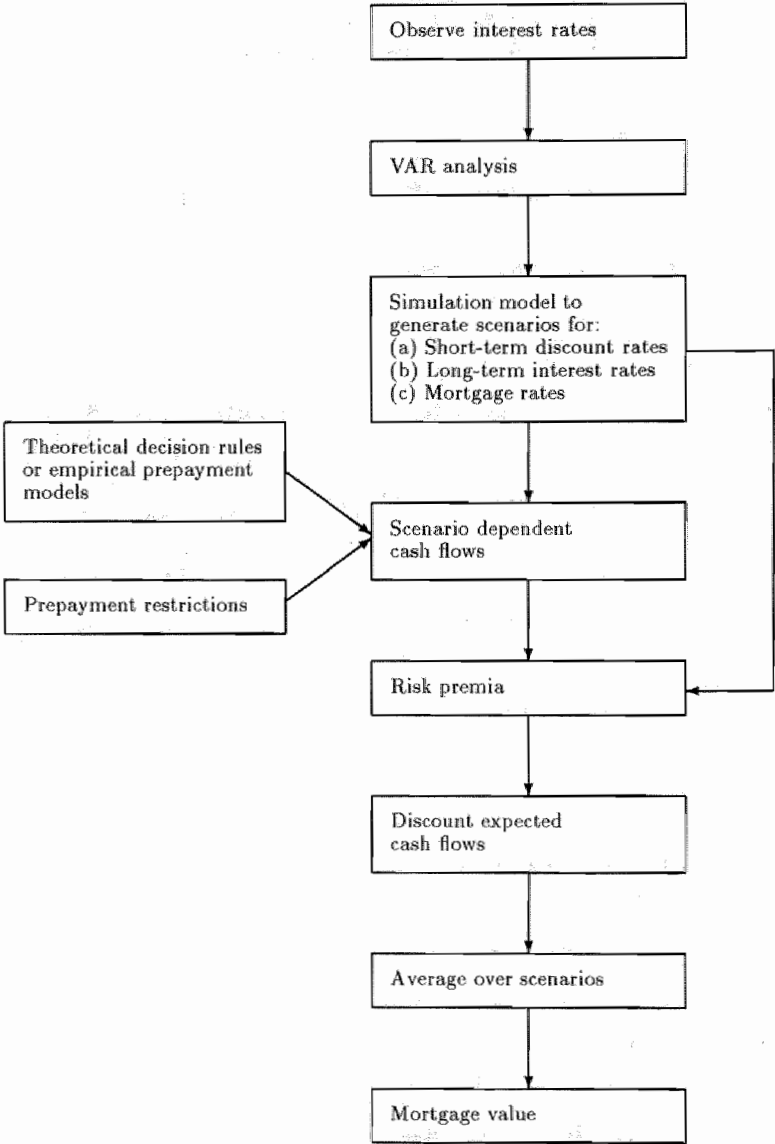 Observe interest rates
VAR analysis
Simulation model to
generate scenarios for:
(a) Short-term discount rates
(b) Long-term interest rates
(c) Mortgage rates
Theoretical decision rules
or empirical prepayment
models
Scenario dependent
cash flows
Prepayment restrictions
Risk premia
Discount expected
cash flows
Average over scenarios
Mortgage value